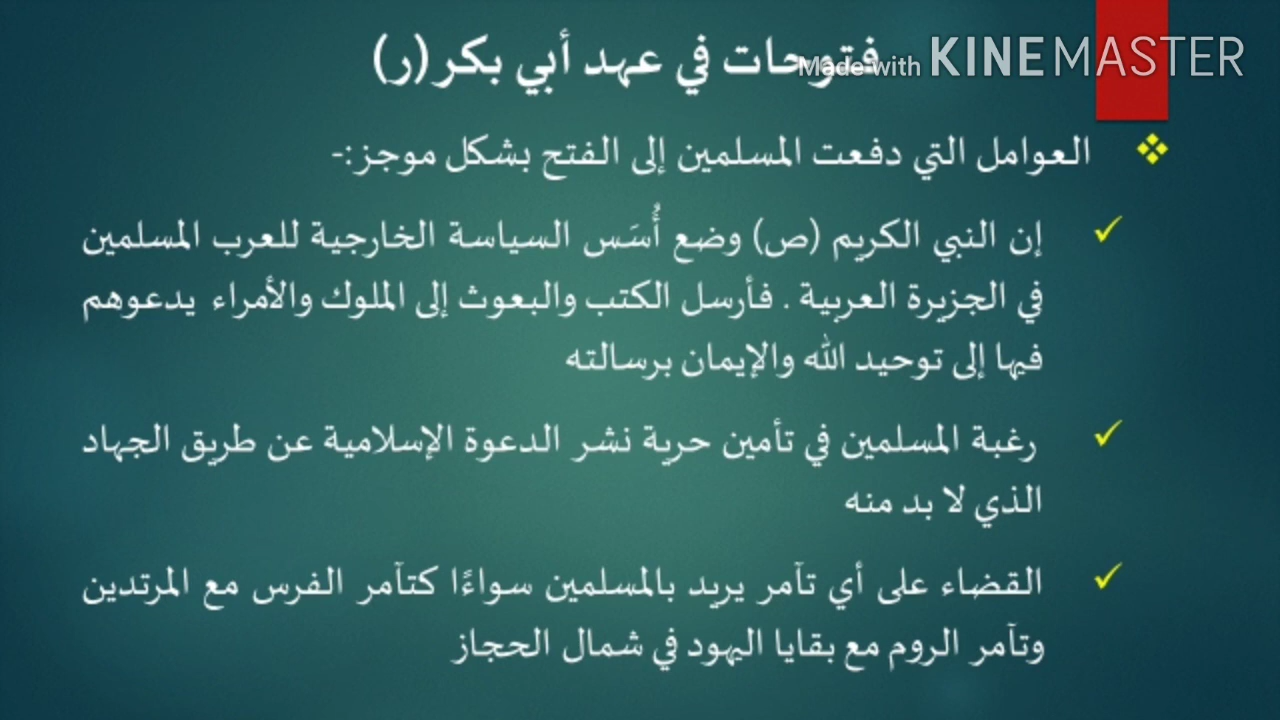 فتوحات في عهد أبي بكر (ر)
Made with KINEMASTER
العوامل التي دفعت المسلمين إلى الفتح بشكل موجز:-
إن النبي الكريم (ص) وضع أُسَس السياسة الخارجية للعرب المسلمين
في الجزيرة العربية . فأرسل الكتب والبعوث إلى الملوك والأمراء يدعوهم
فيها إلى توحيد الله والإيمان برسالته
رغبة المسلمين في تأمين حرية نشر الدعوة الإسلامية عن طريق الجهاد
الذي لا بد منه
القضاء على أي تآمر يريد بالمسلمين سواءًا كتآمر الفرس مع المرتدين
وتآمر الروم مع بقايا اليهود في شمال الحجاز